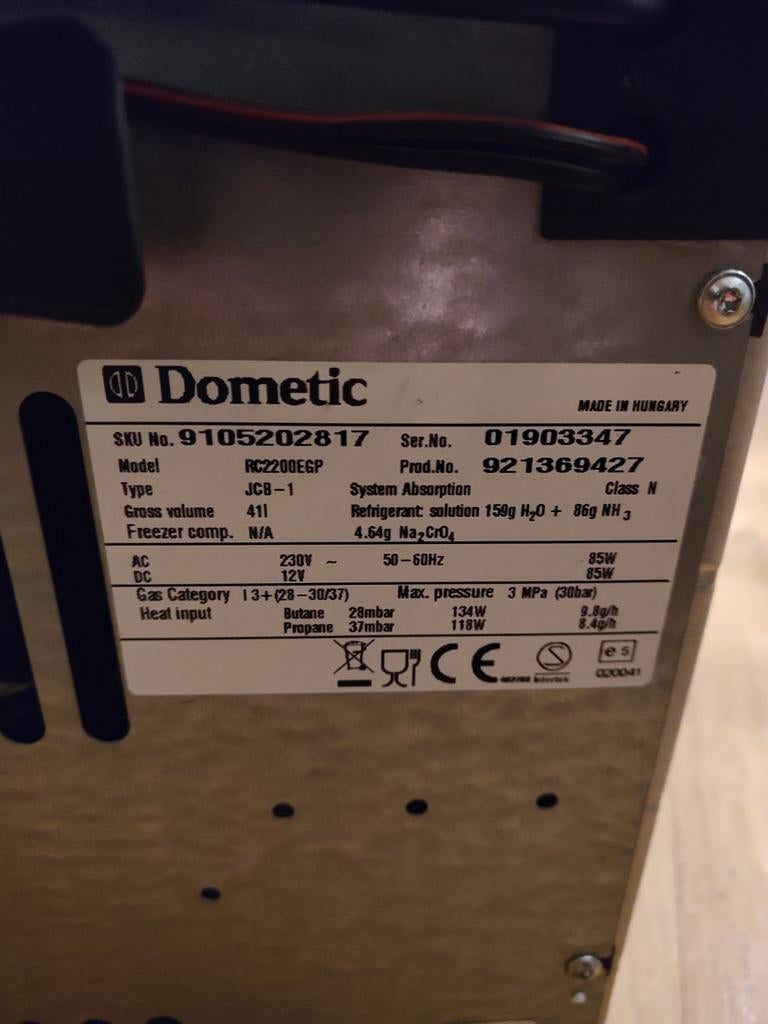 Dometic
MADE IN HUNGARY
SKU No. 9105202817 Ser.No. 01903347
Model RC2200EGP Prod.No. 921369427
Type JCB-1 System Absorption Class N
Gross volume 41l Refrigerant: solution 159g H₂O + 86g NH₃
Freezer comp. N/A 4.64g Na₂CrO₄
AC 230V ~ 50-60Hz 85W
DC 12V 85W
Gas Category I 3+(28-30/37) Max. pressure 3 MPa (30bar)
Heat input Butane 28mbar 134W 9.8g/h
Propane 37mbar 118W 8.4g/h
CE
S
Intertek
e5
020041